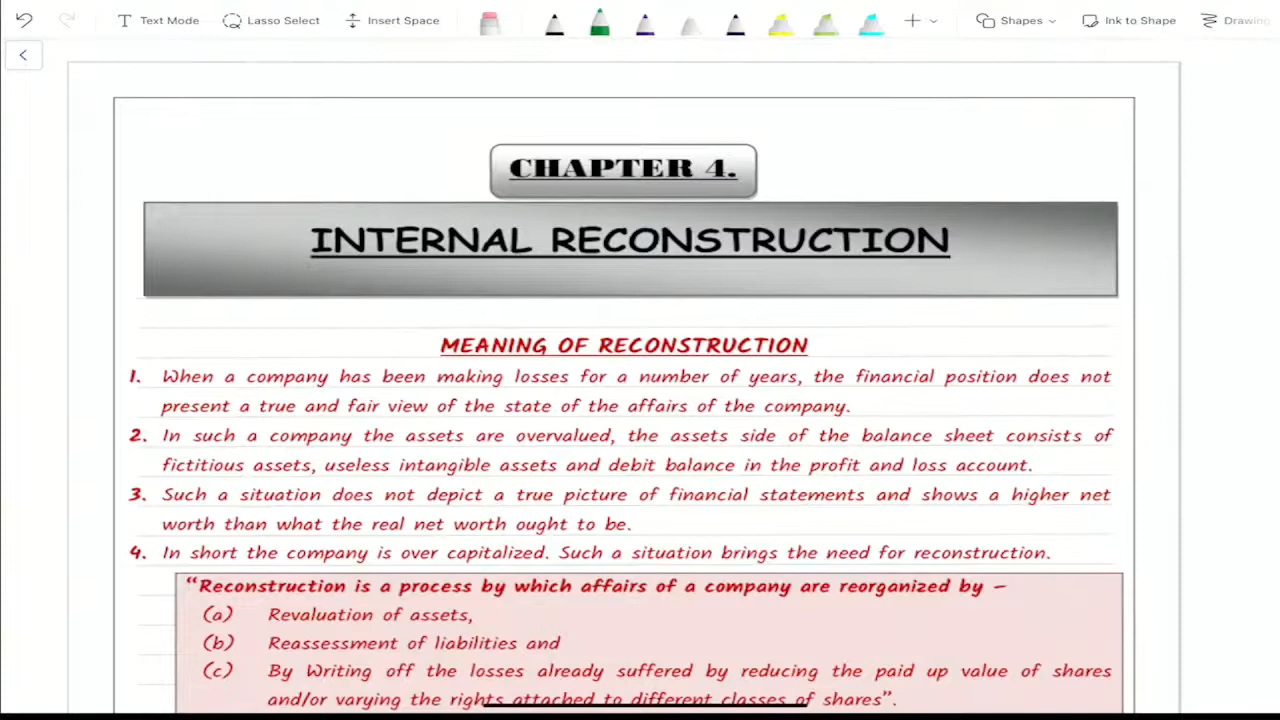 Text Mode
Lasso Select
Insert Space
Shapes
Ink to Shape
Drawing
CHAPTER 4.
INTERNAL RECONSTRUCTION
MEANING OF RECONSTRUCTION
1. When a company has been making losses for a number of years, the financial position does not
present a true and fair view of the state of the affairs of the company.
2. In such a company the assets are overvalued, the assets side of the balance sheet consists of
fictitious assets, useless intangible assets and debit balance in the profit and loss account.
3. Such a situation does not depict a true picture of financial statements and shows a higher net
worth than what the real net worth ought to be.
4. In short the company is over capitalized. Such a situation brings the need for reconstruction.
“Reconstruction is a process by which affairs of a company are reorganized by –
(a) Revaluation of assets,
(b) Reassessment of liabilities and
(c) By Writing off the losses already suffered by reducing the paid up value of shares
and/or varying the rights attached to different classes of shares”.